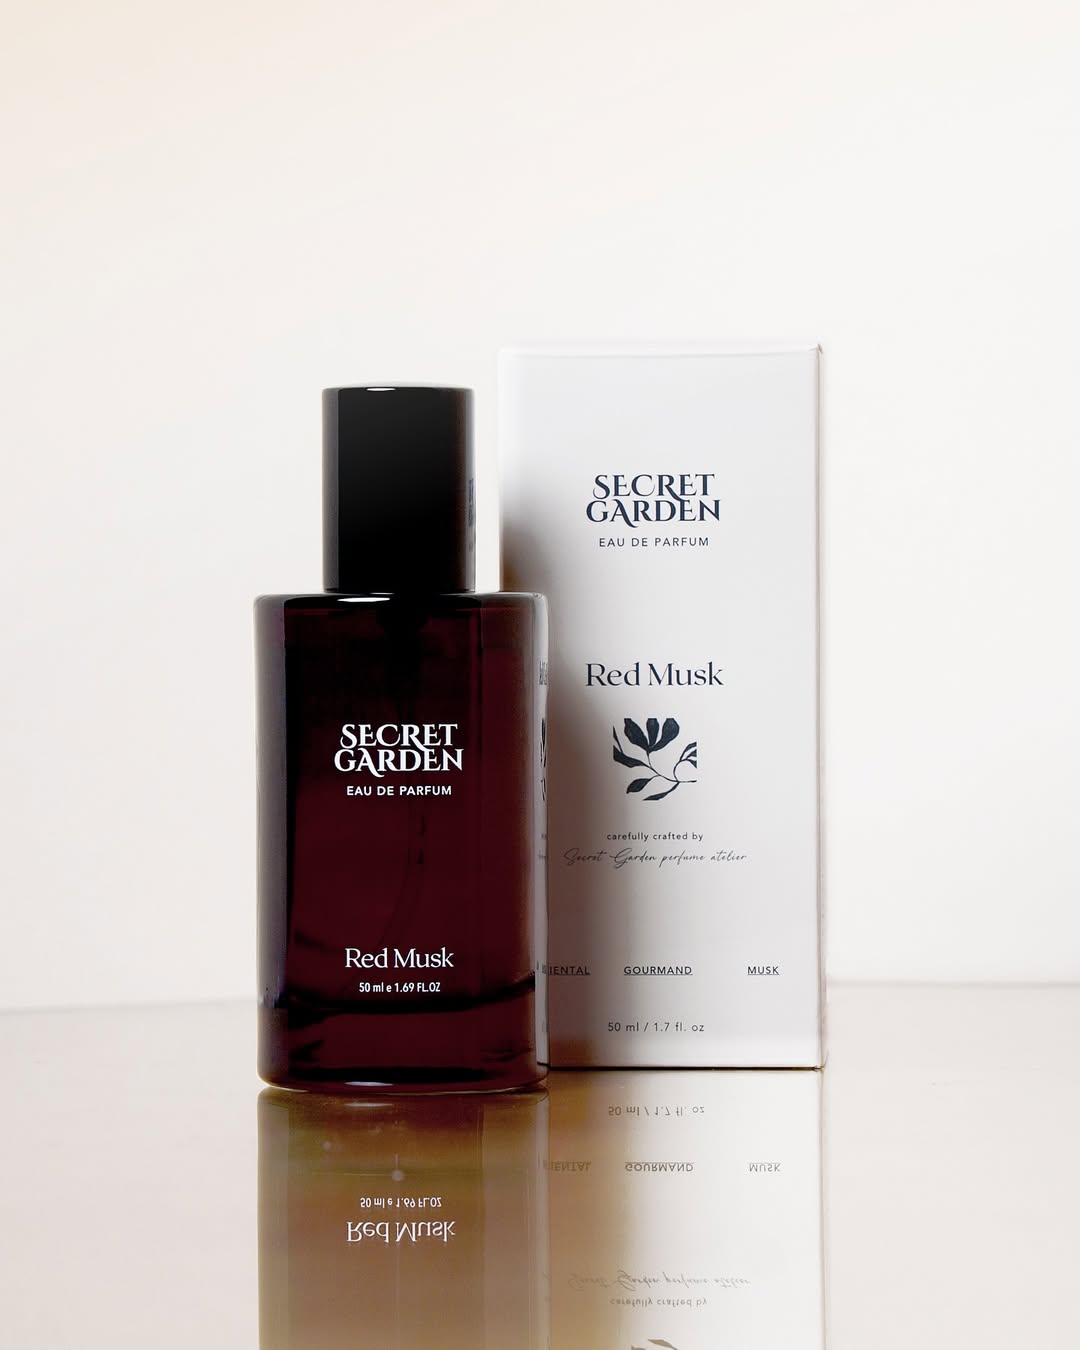 SECRET
GARDEN
EAU DE PARFUM
Red Musk
50 ml e 1.69 FL.OZ
SECRET
GARDEN
EAU DE PARFUM
Red Musk
carefully crafted by
Secret Garden perfume atelier
GOURMAND MUSK
50 ml / 1.7 fl. oz